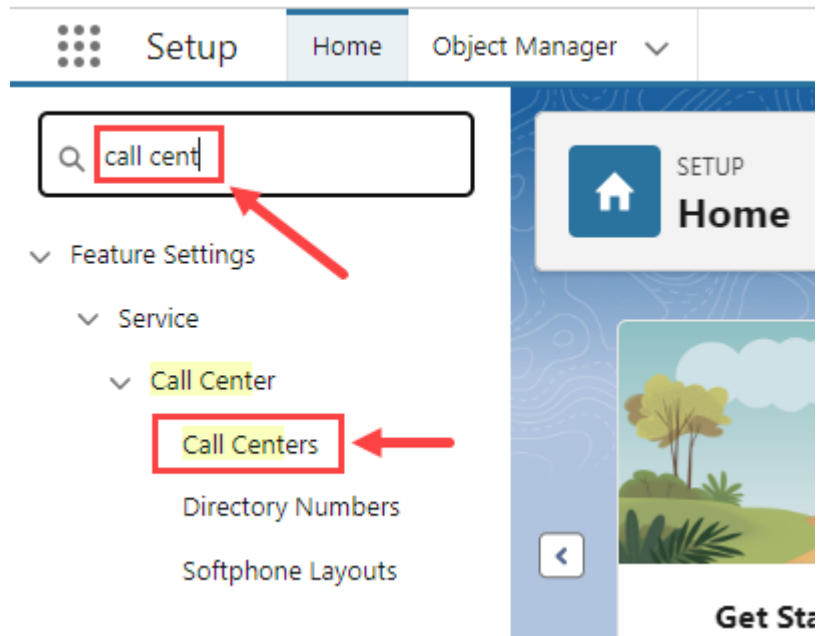 Setup Home Object Manager
call cent
SETUP
Home
Feature Settings
Service
Call Center
Call Centers
Directory Numbers
Softphone Layouts
Get Sta